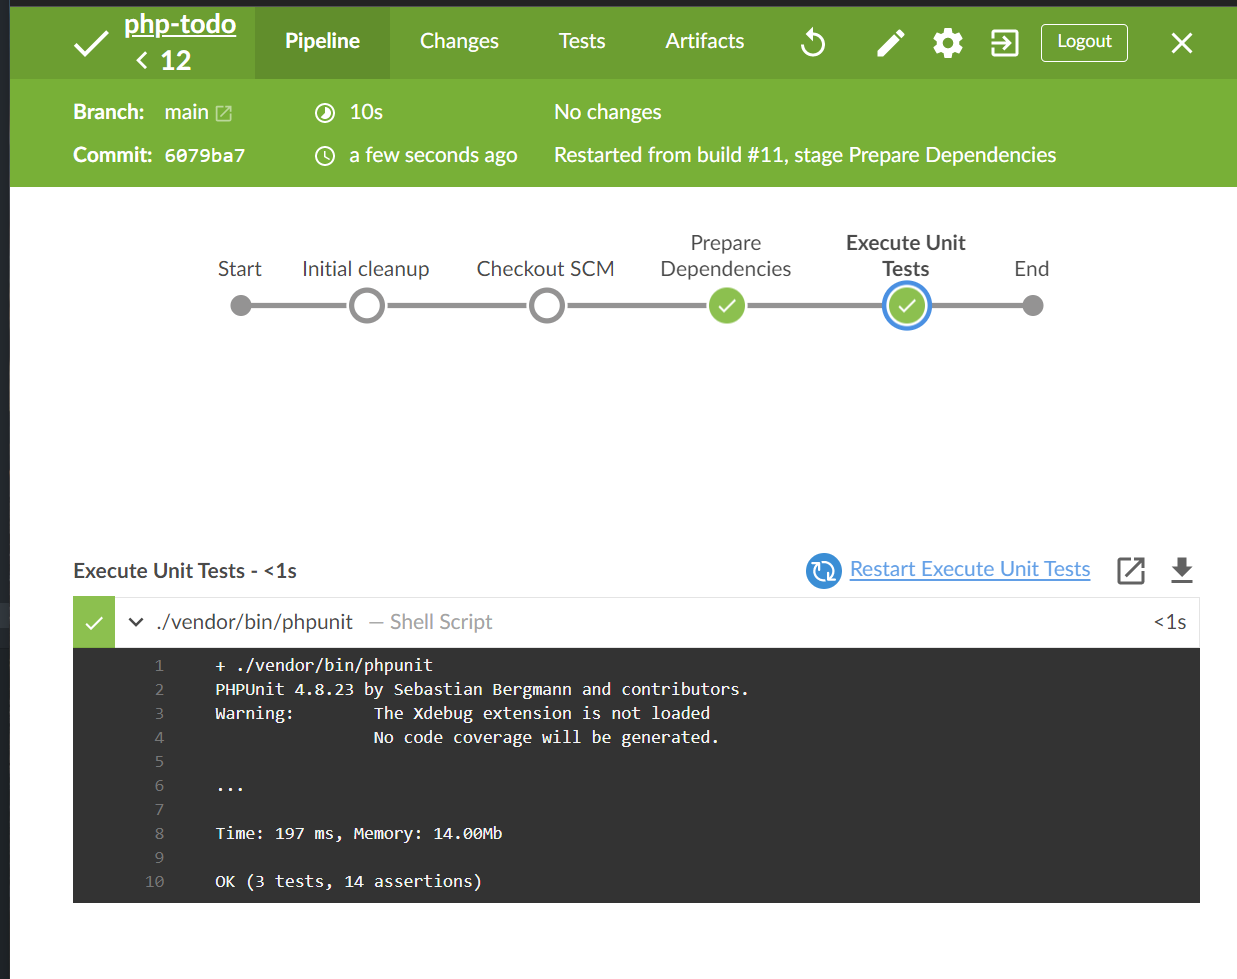 php-todo
< 12
Pipeline
Changes
Tests
Artifacts
Logout
Branch: main
10s
No changes
Commit: 6079ba7
a few seconds ago
Restarted from build #11, stage Prepare Dependencies
Start
Initial cleanup
Checkout SCM
Prepare
Dependencies
Execute Unit
Tests
End
Execute Unit Tests - <1s
Restart Execute Unit Tests
./vendor/bin/phpunit — Shell Script
<1s
1 + ./vendor/bin/phpunit
2 PHPUnit 4.8.23 by Sebastian Bergmann and contributors.
3 Warning: The Xdebug extension is not loaded
4 No code coverage will be generated.
5
6 ...
7
8 Time: 197 ms, Memory: 14.00Mb
9
10 OK (3 tests, 14 assertions)